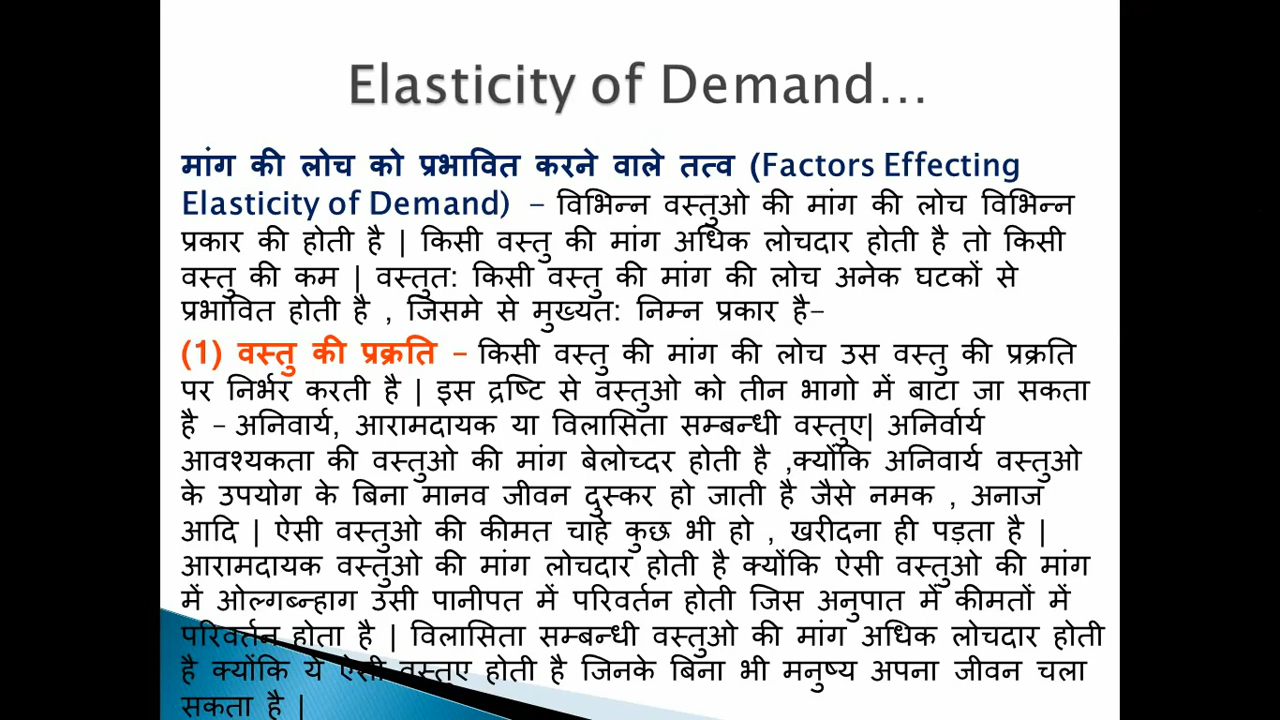 Elasticity of Demand...
मांग की लोच को प्रभावित करने वाले तत्व (Factors Effecting
Elasticity of Demand) – विभिन्न वस्तुओ की मांग की लोच विभिन्न
प्रकार की होती है | किसी वस्तु की मांग अधिक लोचदार होती है तो किसी
वस्तु की कम | वस्तुत: किसी वस्तु की मांग की लोच अनेक घटकों से
प्रभावित होती है , जिसमे से मुख्यत: निम्न प्रकार है–
(1) वस्तु की प्रक्रति – किसी वस्तु की मांग की लोच उस वस्तु की प्रक्रति
पर निर्भर करती है | इस द्रष्टि से वस्तुओ को तीन भागो में बाटा जा सकता
है – अनिवार्य, आरामदायक या विलासिता सम्बन्धी वस्तुए| अनिर्वार्य
आवश्यकता की वस्तुओ की मांग बेलोच्दर होती है ,क्योंकि अनिवार्य वस्तुओ
के उपयोग के बिना मानव जीवन दुस्कर हो जाती है जैसे नमक , अनाज
आदि | ऐसी वस्तुओ की कीमत चाहे कुछ भी हो , खरीदना ही पड़ता है |
आरामदायक वस्तुओ की मांग लोचदार होती है क्योंकि ऐसी वस्तुओ की मांग
में ओल्गब्न्हाग उसी पानीपत में परिवर्तन होती जिस अनुपात में कीमतों में
परिवर्तन होता है | विलासिता सम्बन्धी वस्तुओ की मांग अधिक लोचदार होती
है क्योंकि ये ऐसी वस्तुए होती है जिनके बिना भी मनुष्य अपना जीवन चला
सकता है |